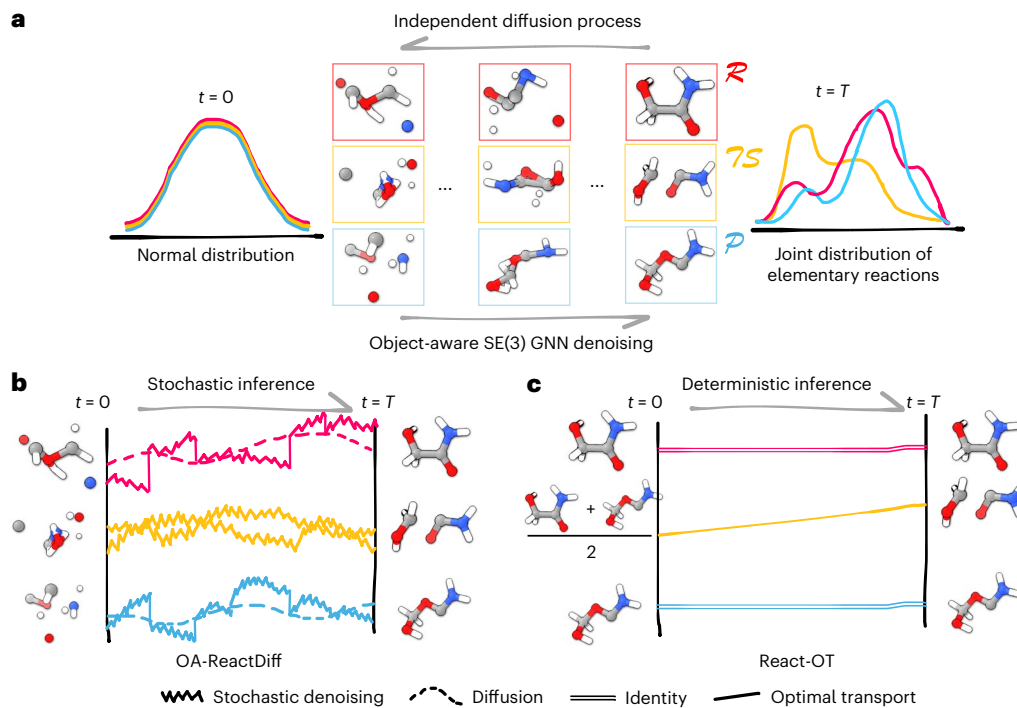 a
Independent diffusion process
R
t = 0
t = T
TS
...
...
P
Normal distribution
Joint distribution of
elementary reactions
Object-aware SE(3) GNN denoising
b
Stochastic inference
t = 0
t = T
OA-ReactDiff
c
Deterministic inference
t = 0
t = T
+
2
React-OT
Stochastic denoising
Diffusion
Identity
Optimal transport